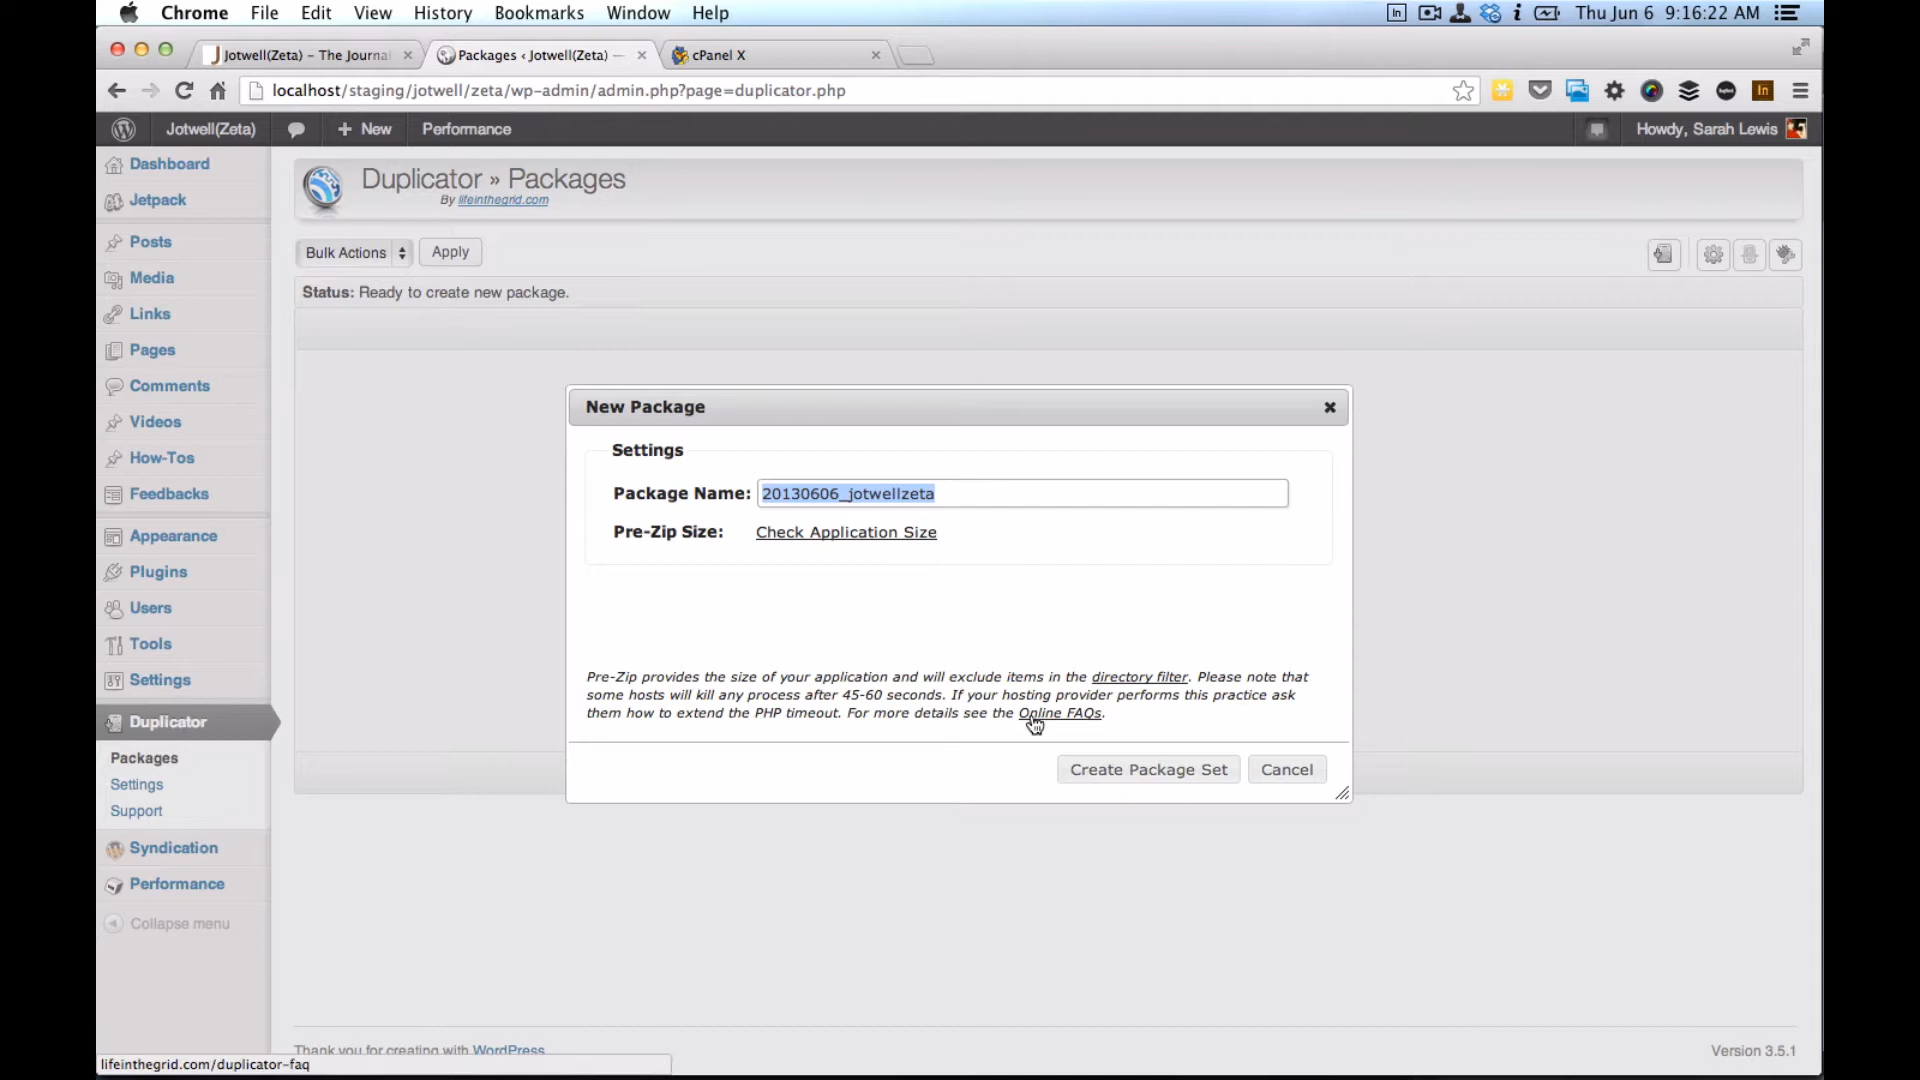 Chrome File Edit View History Bookmarks Window Help
In Thu Jun 6 9:16:22 AM
Jotwell(Zeta) – The Journal
Packages ‹ Jotwell(Zeta) —
cPanel X
localhost/staging/jotwell/zeta/wp-admin/admin.php?page=duplicator.php
In
Jotwell(Zeta)
+ New
Performance
Howdy, Sarah Lewis
Dashboard
Jetpack
Posts
Media
Links
Pages
Comments
Videos
How-Tos
Feedbacks
Appearance
Plugins
Users
Tools
Settings
Duplicator
Packages
Settings
Support
Syndication
Performance
Collapse menu
Duplicator » Packages
By lifeinthegrid.com
Bulk Actions
Apply
Status: Ready to create new package.
New Package
Settings
Package Name: 20130606_jotwellzeta
Pre-Zip Size: Check Application Size
Pre-Zip provides the size of your application and will exclude items in the directory filter. Please note that
some hosts will kill any process after 45-60 seconds. If your hosting provider performs this practice ask
them how to extend the PHP timeout. For more details see the Online FAQs.
Create Package Set
Cancel
Thank you for creating with WordPress
Version 3.5.1
lifeinthegrid.com/duplicator-faq